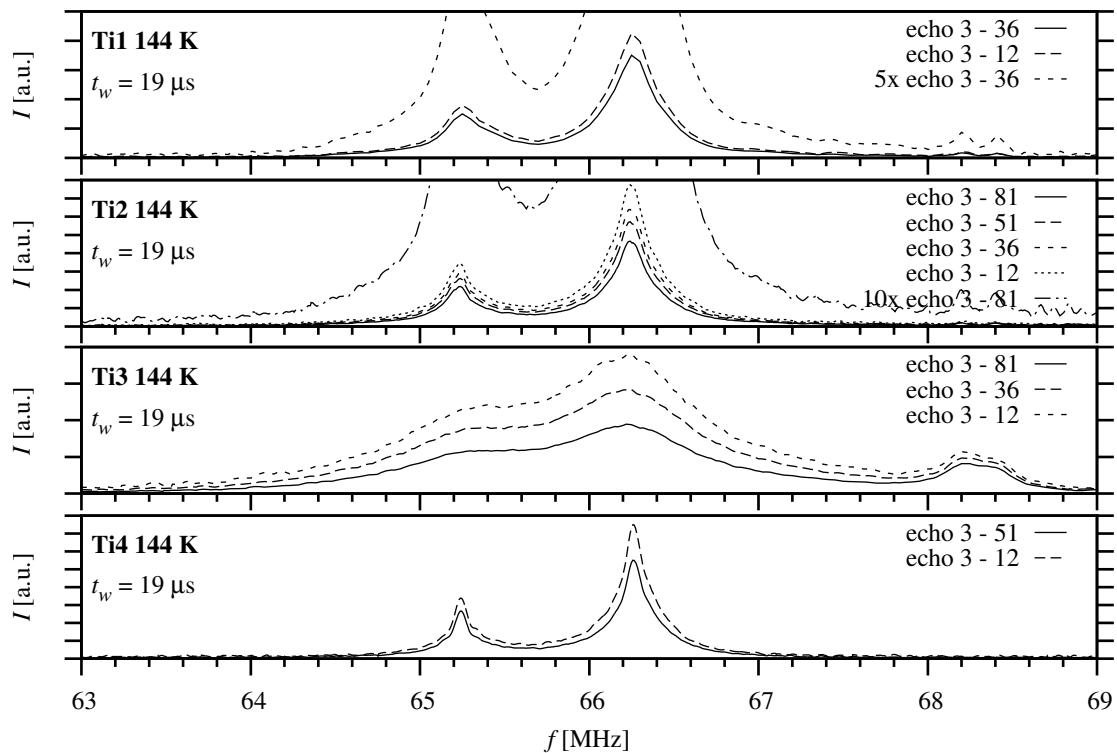 Ti1 144 K
t_w = 19 μs
echo 3 - 36
echo 3 - 12
5x echo 3 - 36
I [a.u.]
Ti2 144 K
t_w = 19 μs
echo 3 - 81
echo 3 - 51
echo 3 - 36
echo 3 - 12
10x echo 3 - 81
I [a.u.]
Ti3 144 K
t_w = 19 μs
echo 3 - 81
echo 3 - 36
echo 3 - 12
I [a.u.]
Ti4 144 K
t_w = 19 μs
echo 3 - 51
echo 3 - 12
I [a.u.]
63 64 65 66 67 68 69
f [MHz]